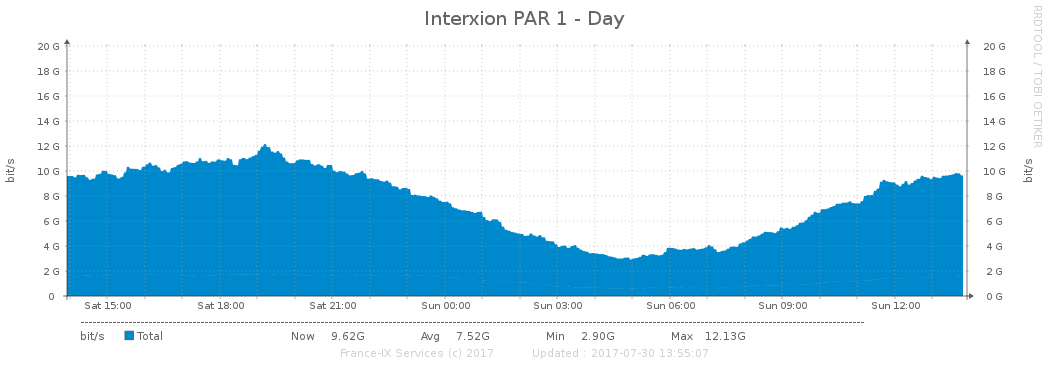 Interxion PAR 1 - Day
RRDTOOL / TOBI OETIKER
20 G 20 G
18 G 18 G
16 G 16 G
14 G 14 G
12 G 12 G
10 G 10 G
8 G 8 G
6 G 6 G
4 G 4 G
2 G 2 G
0 0 G
bit/s bit/s
Sat 15:00 Sat 18:00 Sat 21:00 Sun 00:00 Sun 03:00 Sun 06:00 Sun 09:00 Sun 12:00
bit/s Total Now 9.62G Avg 7.52G Min 2.90G Max 12.13G
France-IX Services (c) 2017 Updated : 2017-07-30 13:55:07